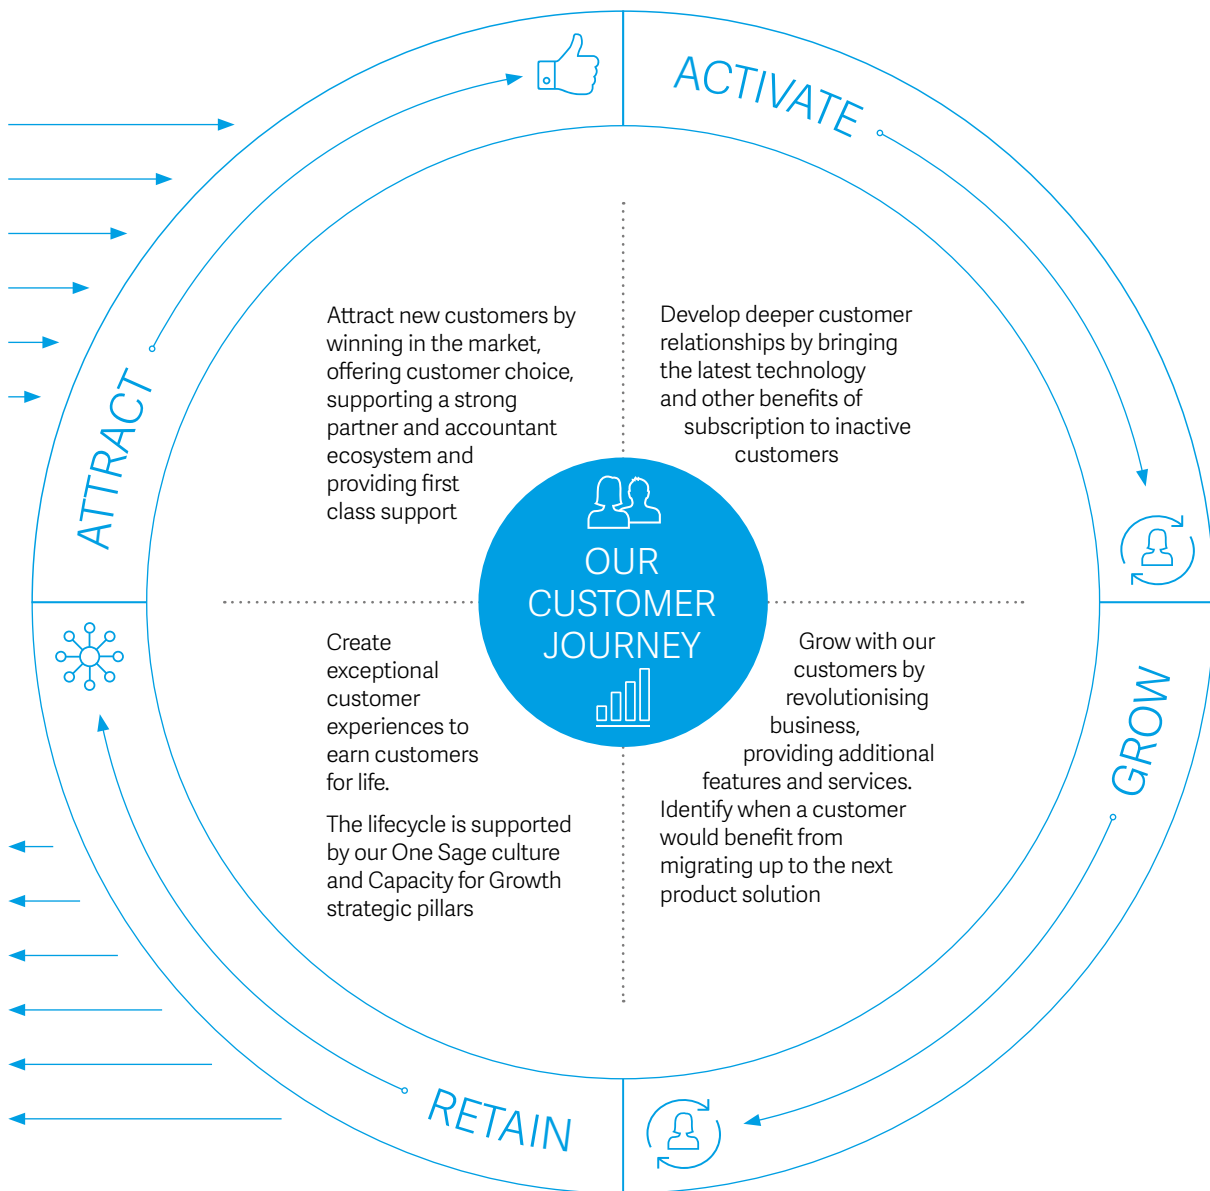 ATTRACT
Attract new customers by
winning in the market,
offering customer choice,
supporting a strong
partner and accountant
ecosystem and
providing first
class support
ACTIVATE
Develop deeper customer
relationships by bringing
the latest technology
and other benefits of
subscription to inactive
customers
OUR
CUSTOMER
JOURNEY
GROW
Grow with our
customers by
revolutionising
business,
providing additional
features and services.
Identify when a customer
would benefit from
migrating up to the next
product solution
RETAIN
Create
exceptional
customer
experiences to
earn customers
for life.
The lifecycle is supported
by our One Sage culture
and Capacity for Growth
strategic pillars